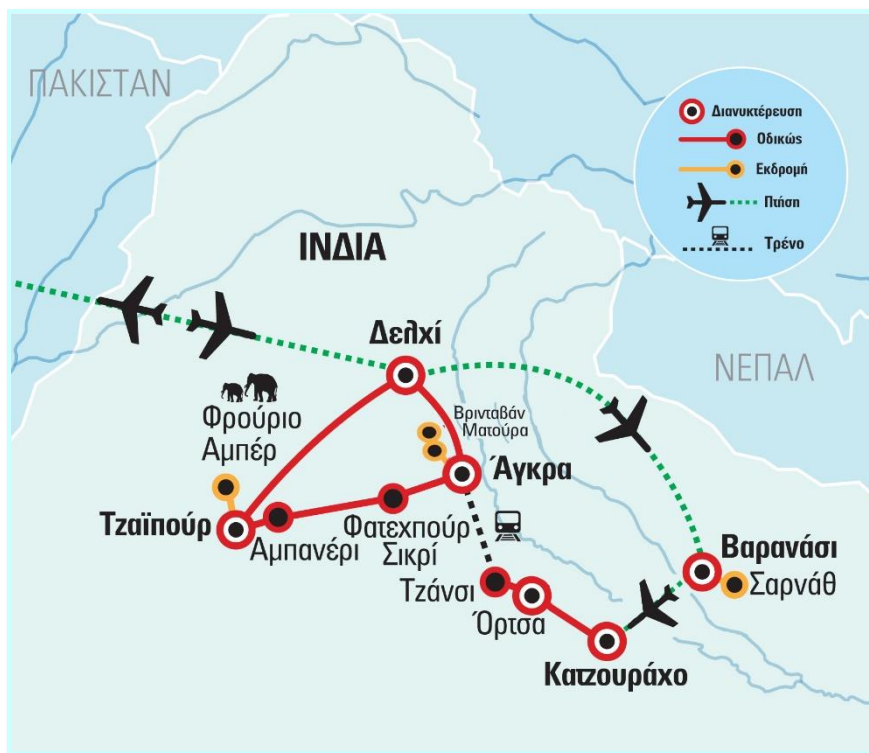 ΠΑΚΙΣΤΑΝ
Διανυκτέρευση
Οδικώς
Εκδρομή
Πτήση
Τρένο
ΙΝΔΙΑ
Δελχί
ΝΕΠΑΛ
Φρούριο
Αμπέρ
Βρινταβάν
Ματούρα
Άγκρα
Τζαϊπούρ
Αμπανέρι
Φατεχπούρ
Σικρί
Τζάνσι
Όρτσα
Βαρανάσι
Σαρνάθ
Κατζουράχο